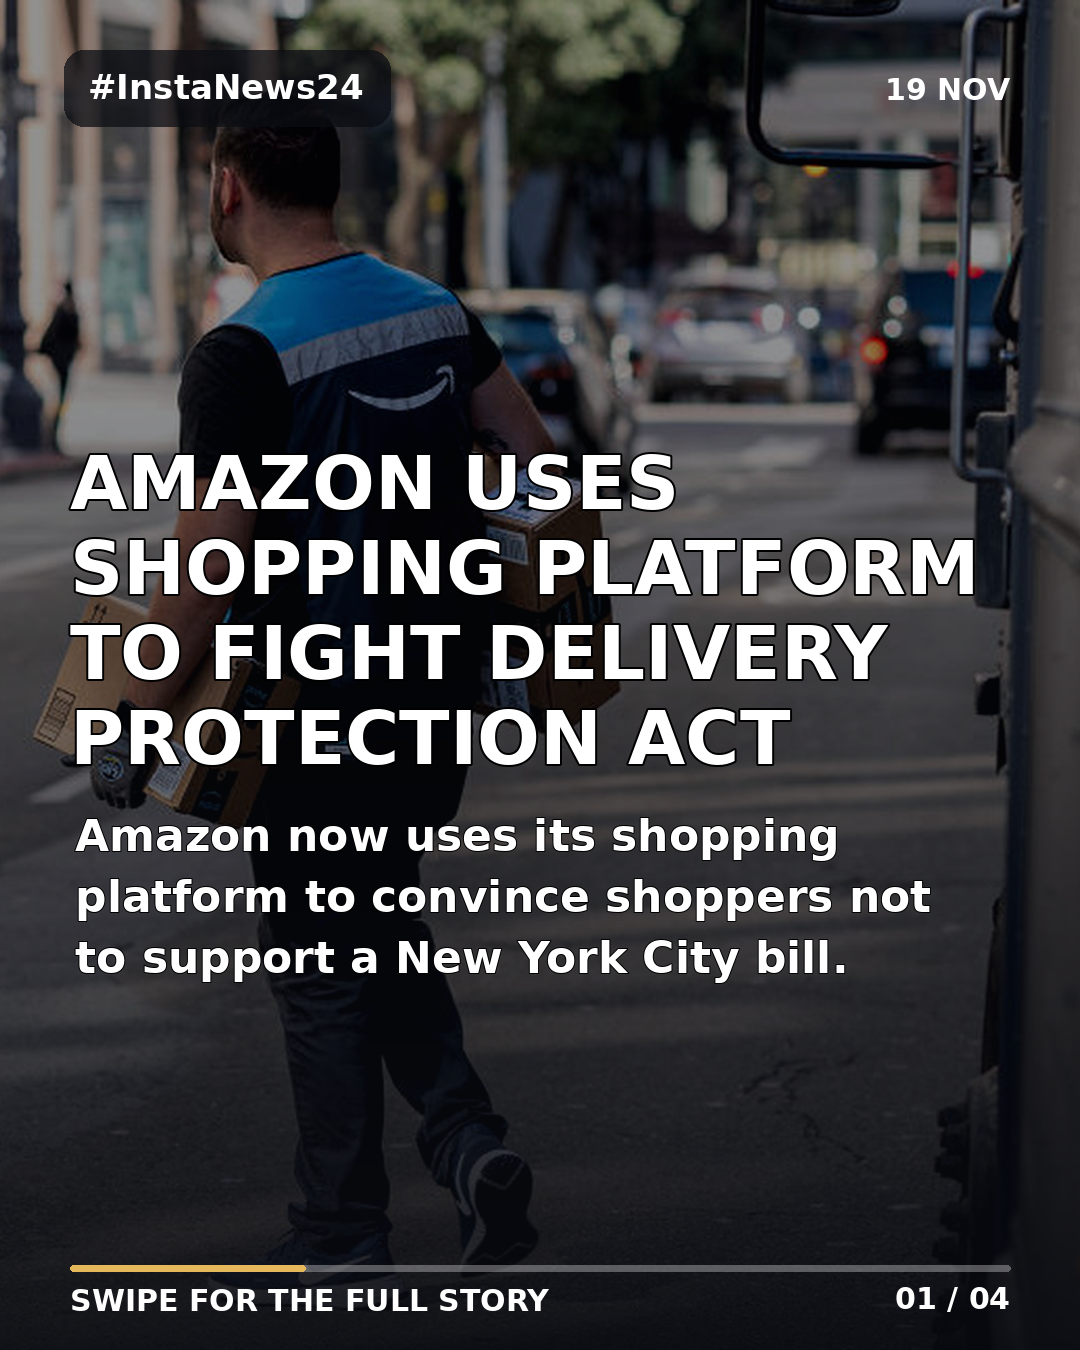 #InstaNews24
19 NOV
AMAZON USES
SHOPPING PLATFORM
TO FIGHT DELIVERY
PROTECTION ACT
Amazon now uses its shopping
platform to convince shoppers not
to support a New York City bill.
SWIPE FOR THE FULL STORY
01 / 04